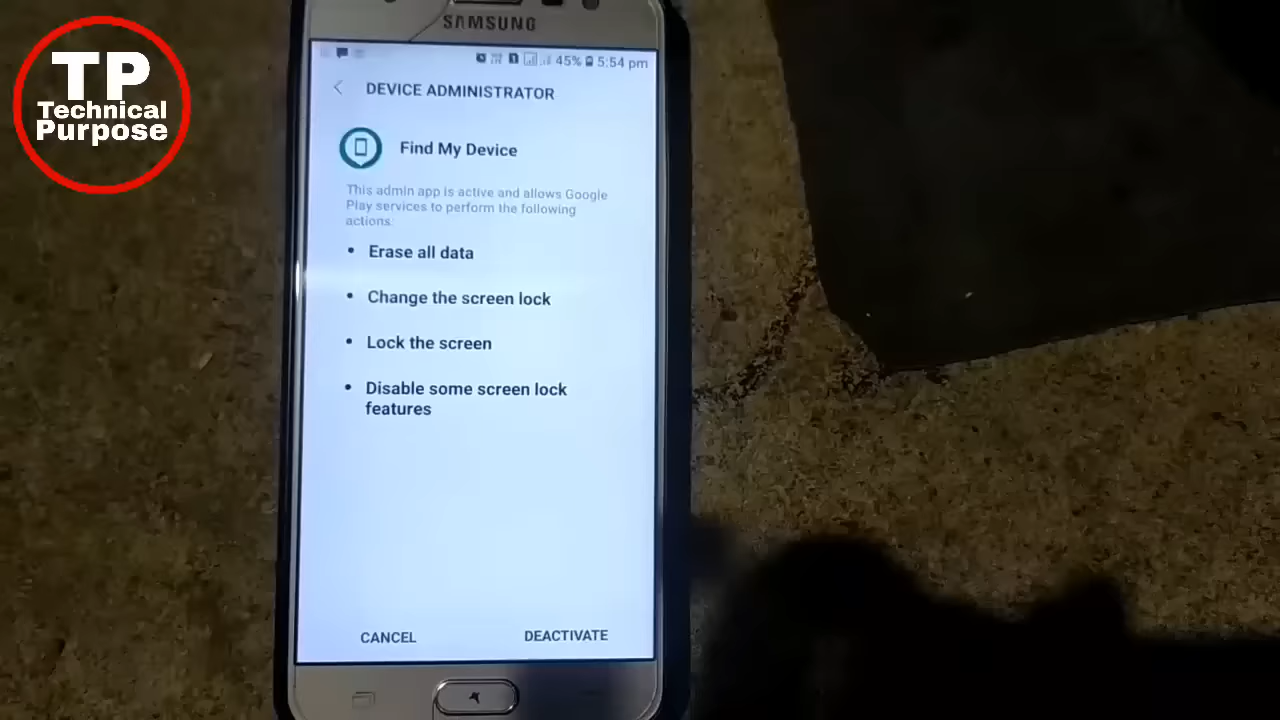 TP
Technical
Purpose
SAMSUNG
45% 5:54 pm
DEVICE ADMINISTRATOR
Find My Device
This admin app is active and allows Google
Play services to perform the following
actions:
• Erase all data
• Change the screen lock
• Lock the screen
• Disable some screen lock
features
CANCEL DEACTIVATE